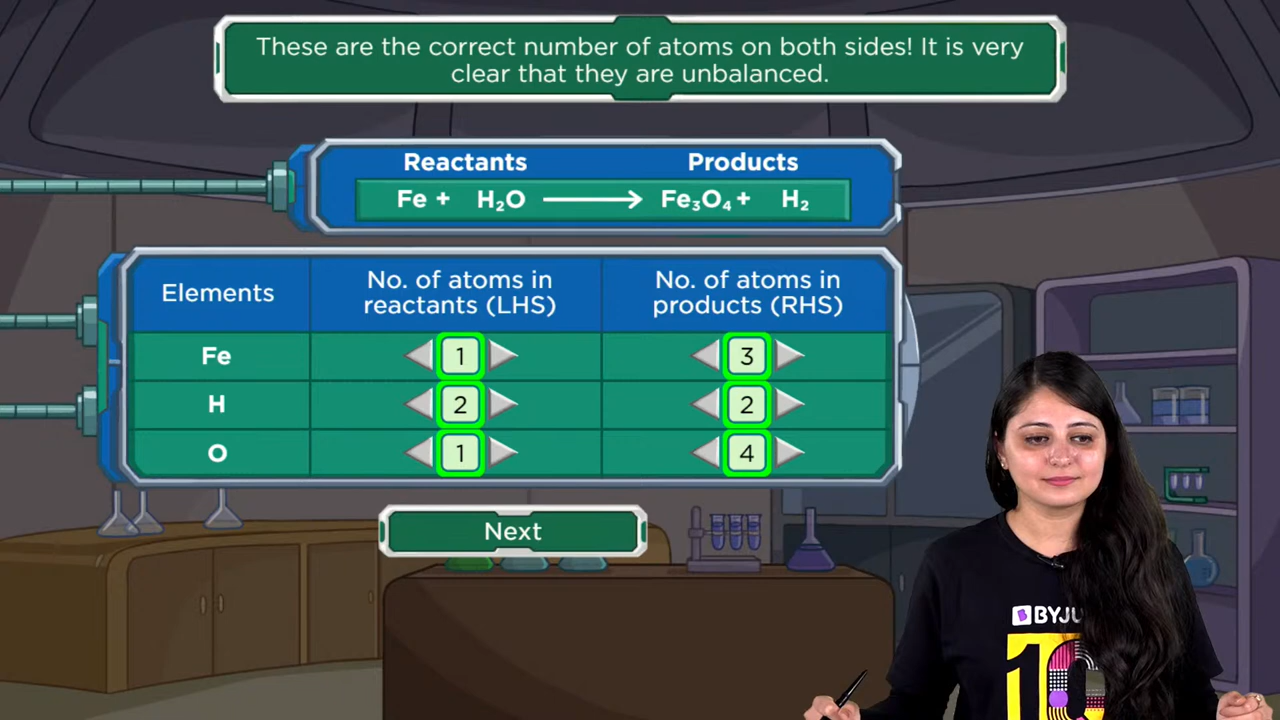 These are the correct number of atoms on both sides! It is very
clear that they are unbalanced.
Reactants Products
Fe + H₂O ⟶ Fe₃O₄ + H₂
Elements
No. of atoms in
reactants (LHS)
No. of atoms in
products (RHS)
Fe 1 3
H 2 2
O 1 4
Next
BYJU
10